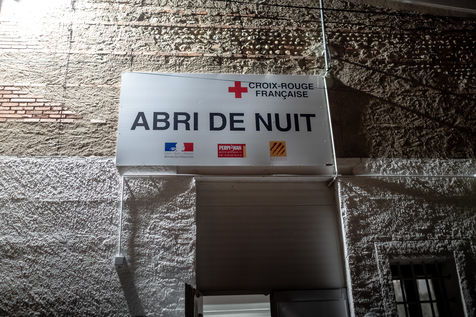 CROIX-ROUGE
FRANÇAISE
ABRI DE NUIT
PERPIGNAN